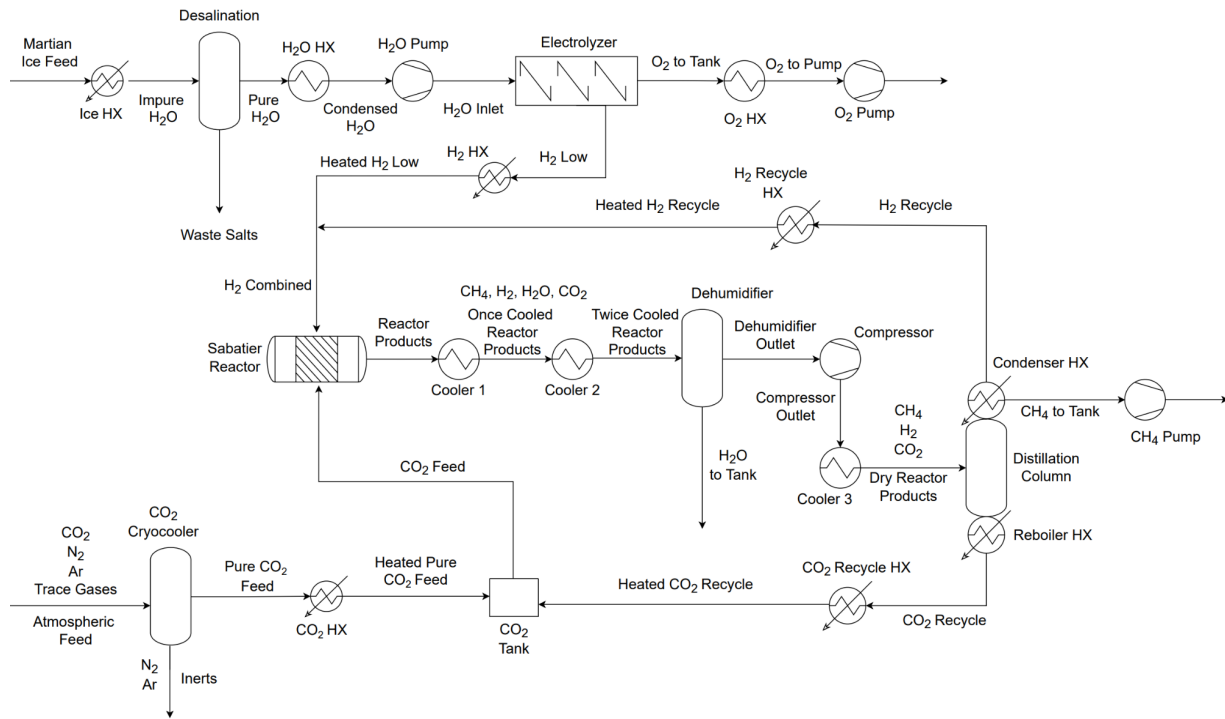 Desalination
Martian
Ice Feed
Ice HX
Impure
H₂O
Pure
H₂O
H₂O HX
Condensed
H₂O
H₂O Pump
H₂O Inlet
Electrolyzer
O₂ to Tank
O₂ HX
O₂ to Pump
O₂ Pump
Waste Salts
Heated H₂ Low
H₂ HX
H₂ Low
Heated H₂ Recycle
H₂ Recycle
HX
H₂ Recycle
H₂ Combined
Sabatier
Reactor
Reactor
Products
Cooler 1
CH₄, H₂, H₂O, CO₂
Once Cooled
Reactor
Products
Cooler 2
Twice Cooled
Reactor
Products
Dehumidifier
Dehumidifier
Outlet
Compressor
Compressor
Outlet
H₂O
to Tank
Cooler 3
CH₄
H₂
CO₂
Dry Reactor
Products
Condenser HX
CH₄ to Tank
CH₄ Pump
Distillation
Column
Reboiler HX
CO₂ Feed
CO₂
Cryocooler
CO₂
N₂
Ar
Trace Gases
Atmospheric
Feed
Pure CO₂
Feed
CO₂ HX
Heated Pure
CO₂ Feed
CO₂
Tank
Heated CO₂ Recycle
CO₂ Recycle HX
CO₂ Recycle
N₂
Ar
Inerts